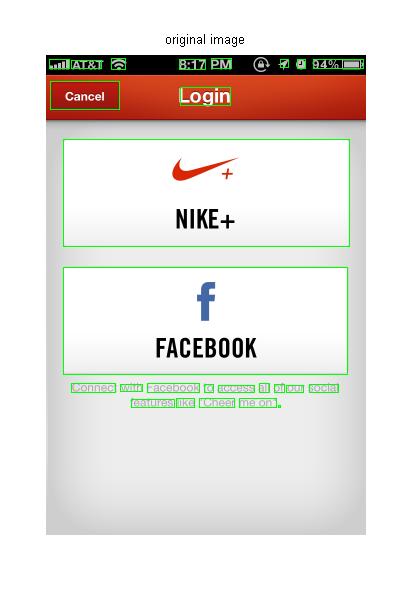 original image
AT&T 8:17 PM 94%
Cancel Login
NIKE+
FACEBOOK
Connect with Facebook to access all of our social
features like "Cheer me on".